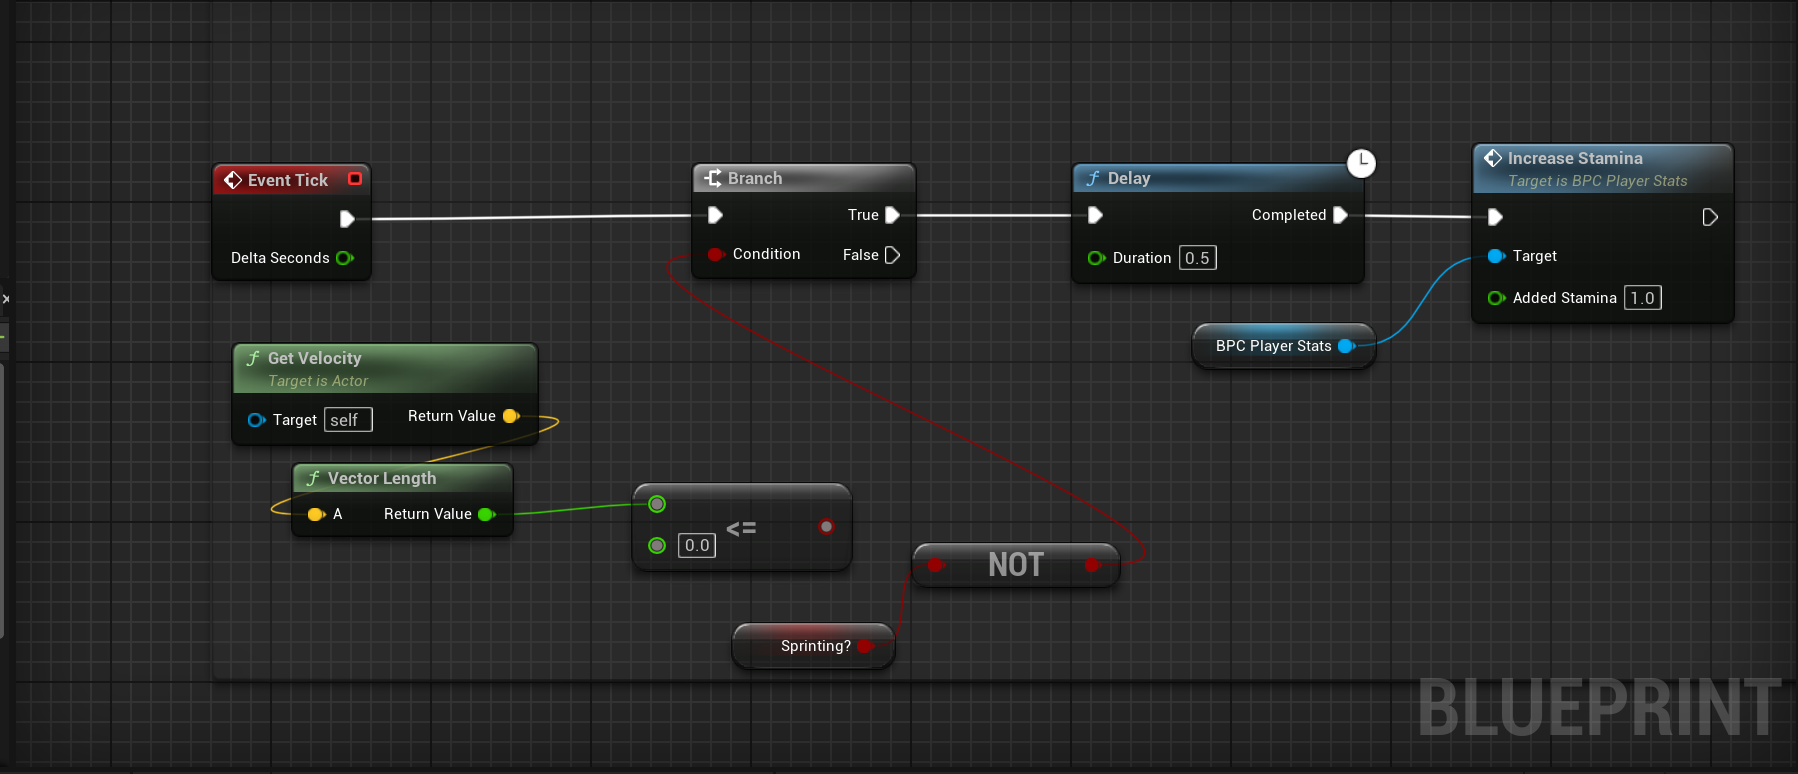 Event Tick
Delta Seconds
Branch
True
Condition
False
Delay
Completed
Duration 0.5
Increase Stamina
Target is BPC Player Stats
Target
Added Stamina 1.0
BPC Player Stats
Get Velocity
Target is Actor
Target self
Return Value
Vector Length
A
Return Value
0.0
<=
NOT
Sprinting?
BLUEPRINT